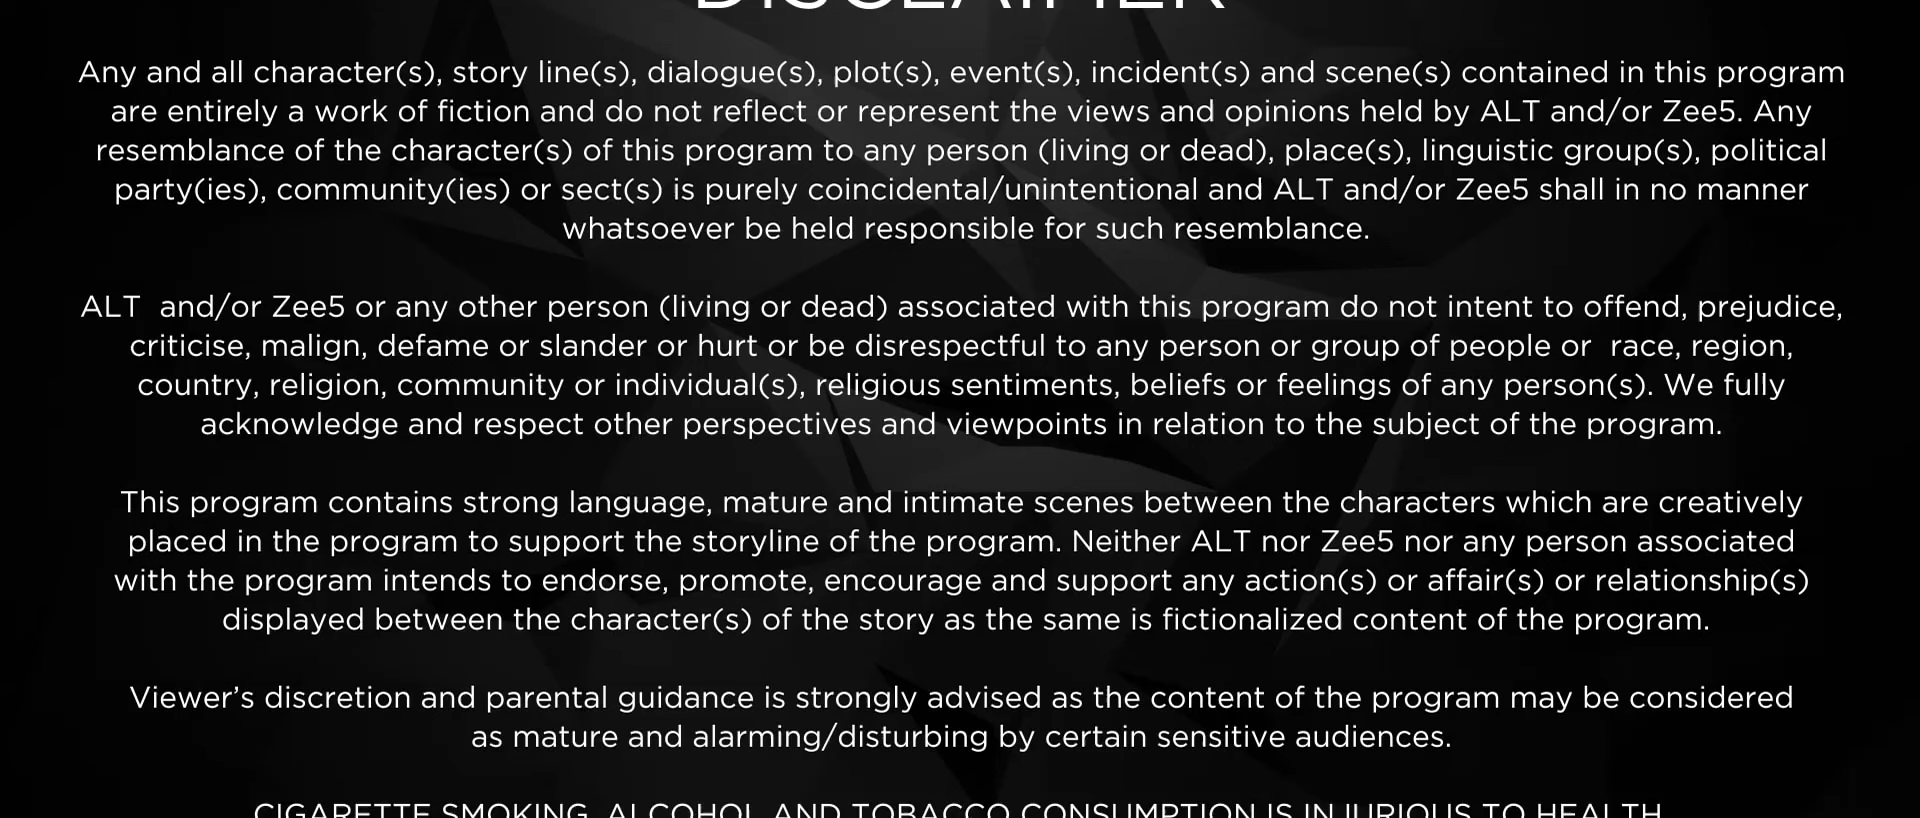 DISCLAIMER
Any and all character(s), story line(s), dialogue(s), plot(s), event(s), incident(s) and scene(s) contained in this program
are entirely a work of fiction and do not reflect or represent the views and opinions held by ALT and/or Zee5. Any
resemblance of the character(s) of this program to any person (living or dead), place(s), linguistic group(s), political
party(ies), community(ies) or sect(s) is purely coincidental/unintentional and ALT and/or Zee5 shall in no manner
whatsoever be held responsible for such resemblance.
ALT and/or Zee5 or any other person (living or dead) associated with this program do not intent to offend, prejudice,
criticise, malign, defame or slander or hurt or be disrespectful to any person or group of people or race, region,
country, religion, community or individual(s), religious sentiments, beliefs or feelings of any person(s). We fully
acknowledge and respect other perspectives and viewpoints in relation to the subject of the program.
This program contains strong language, mature and intimate scenes between the characters which are creatively
placed in the program to support the storyline of the program. Neither ALT nor Zee5 nor any person associated
with the program intends to endorse, promote, encourage and support any action(s) or affair(s) or relationship(s)
displayed between the character(s) of the story as the same is fictionalized content of the program.
Viewer’s discretion and parental guidance is strongly advised as the content of the program may be considered
as mature and alarming/disturbing by certain sensitive audiences.
CIGARETTE SMOKING, ALCOHOL AND TOBACCO CONSUMPTION IS INJURIOUS TO HEALTH